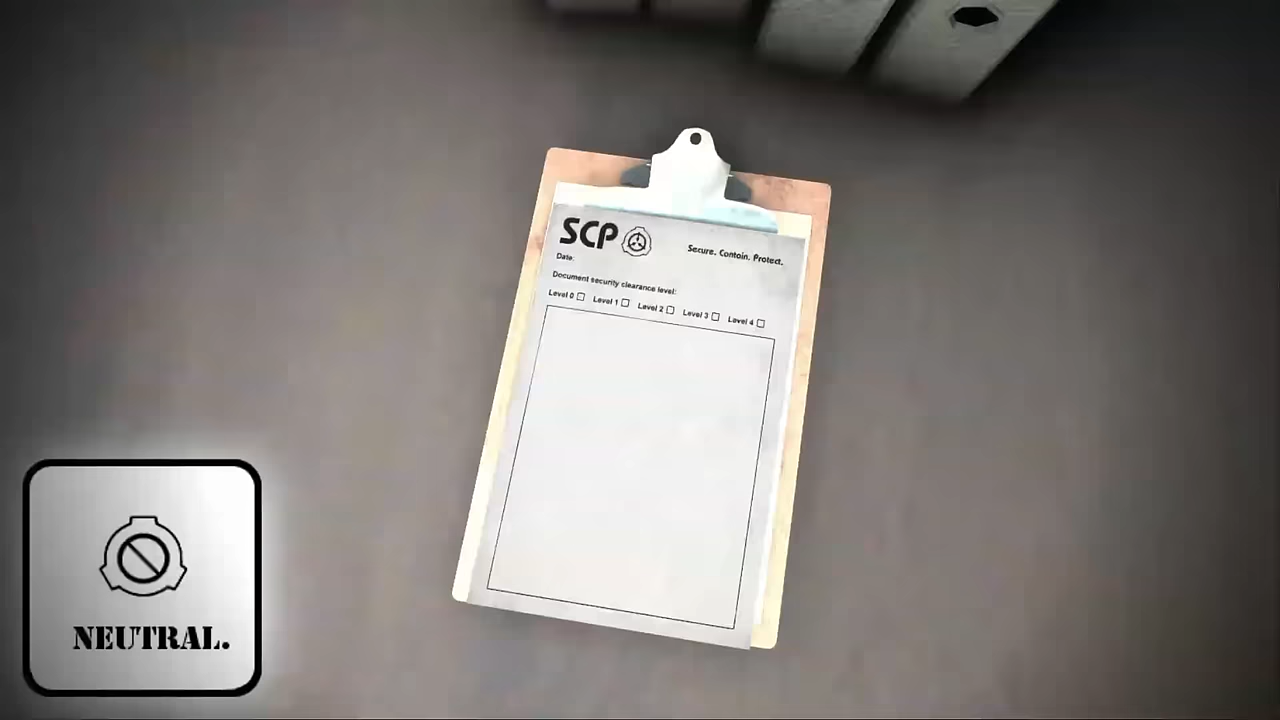 SCP
Secure. Contain. Protect.
Date:
Document security clearance level:
Level 0 Level 1 Level 2 Level 3 Level 4
NEUTRAL.